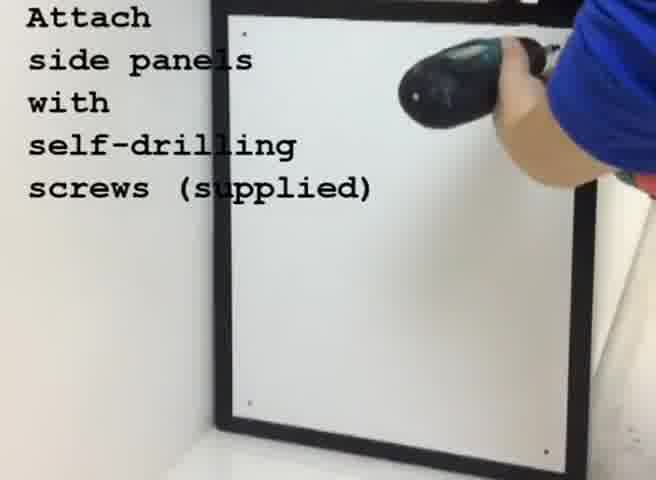 Attach
side panels
with
self-drilling
screws (supplied)